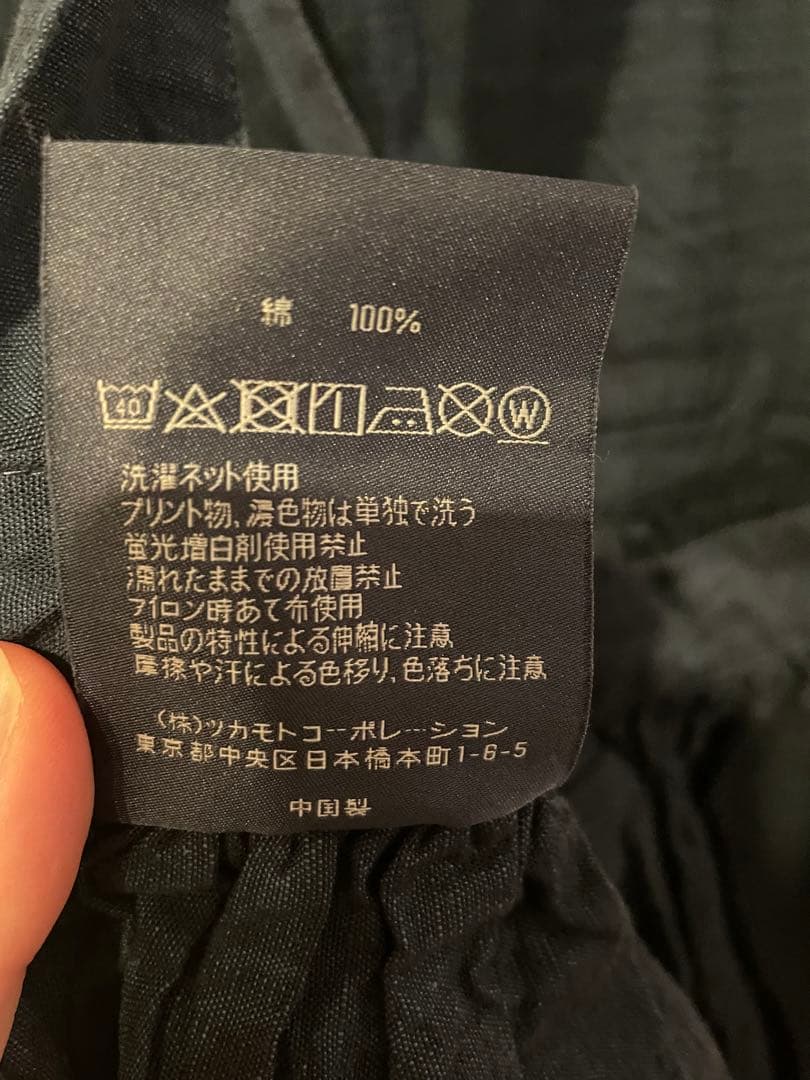 綿 100%
40 W
洗濯ネット使用
プリント物、濃色物は単独で洗う
蛍光増白剤使用禁止
濡れたままでの放置禁止
アイロン時あて布使用
製品の特性による伸縮に注意
摩擦や汗による色移り、色落ちに注意
(株)ツカモトコーポレーション
東京都中央区日本橋本町1-6-5
中国製